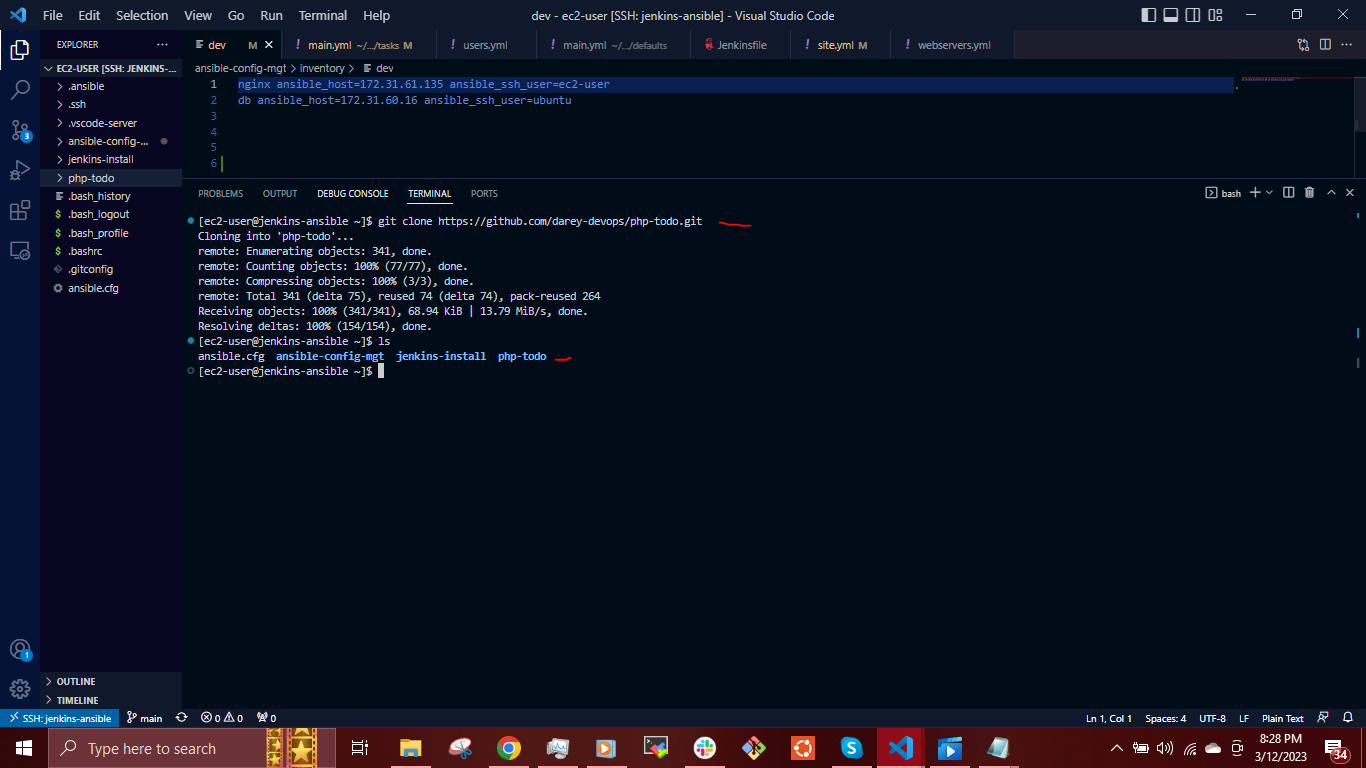 File Edit Selection View Go Run Terminal Help
dev - ec2-user [SSH: jenkins-ansible] - Visual Studio Code
EXPLORER
dev M
main.yml ~/.../tasks M
users.yml
main.yml ~/.../defaults
Jenkinsfile
site.yml M
webservers.yml
EC2-USER [SSH: JENKINS-...
ansible-config-mgt > inventory > dev
.ansible
.ssh
.vscode-server
ansible-config-...
jenkins-install
php-todo
.bash_history
.bash_logout
.bash_profile
.bashrc
.gitconfig
ansible.cfg
3
1 nginx ansible_host=172.31.61.135 ansible_ssh_user=ec2-user
2 db ansible_host=172.31.60.16 ansible_ssh_user=ubuntu
3
4
5
6
PROBLEMS OUTPUT DEBUG CONSOLE TERMINAL PORTS
bash
[ec2-user@jenkins-ansible ~]$ git clone https://github.com/darey-devops/php-todo.git
Cloning into 'php-todo'...
remote: Enumerating objects: 341, done.
remote: Counting objects: 100% (77/77), done.
remote: Compressing objects: 100% (3/3), done.
remote: Total 341 (delta 75), reused 74 (delta 74), pack-reused 264
Receiving objects: 100% (341/341), 68.94 KiB | 13.79 MiB/s, done.
Resolving deltas: 100% (154/154), done.
[ec2-user@jenkins-ansible ~]$ ls
ansible.cfg ansible-config-mgt jenkins-install php-todo
[ec2-user@jenkins-ansible ~]$
1
OUTLINE
TIMELINE
SSH: jenkins-ansible main 0 0 0
Ln 1, Col 1 Spaces: 4 UTF-8 LF Plain Text
Type here to search
8:28 PM
3/12/2023
34